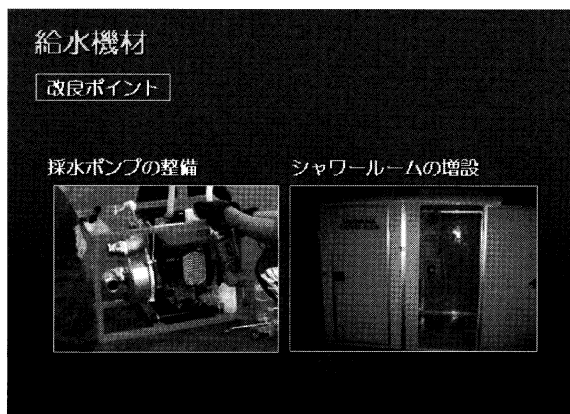 給水機材
改良ポイント
採水ポンプの整備
シャワールームの増設